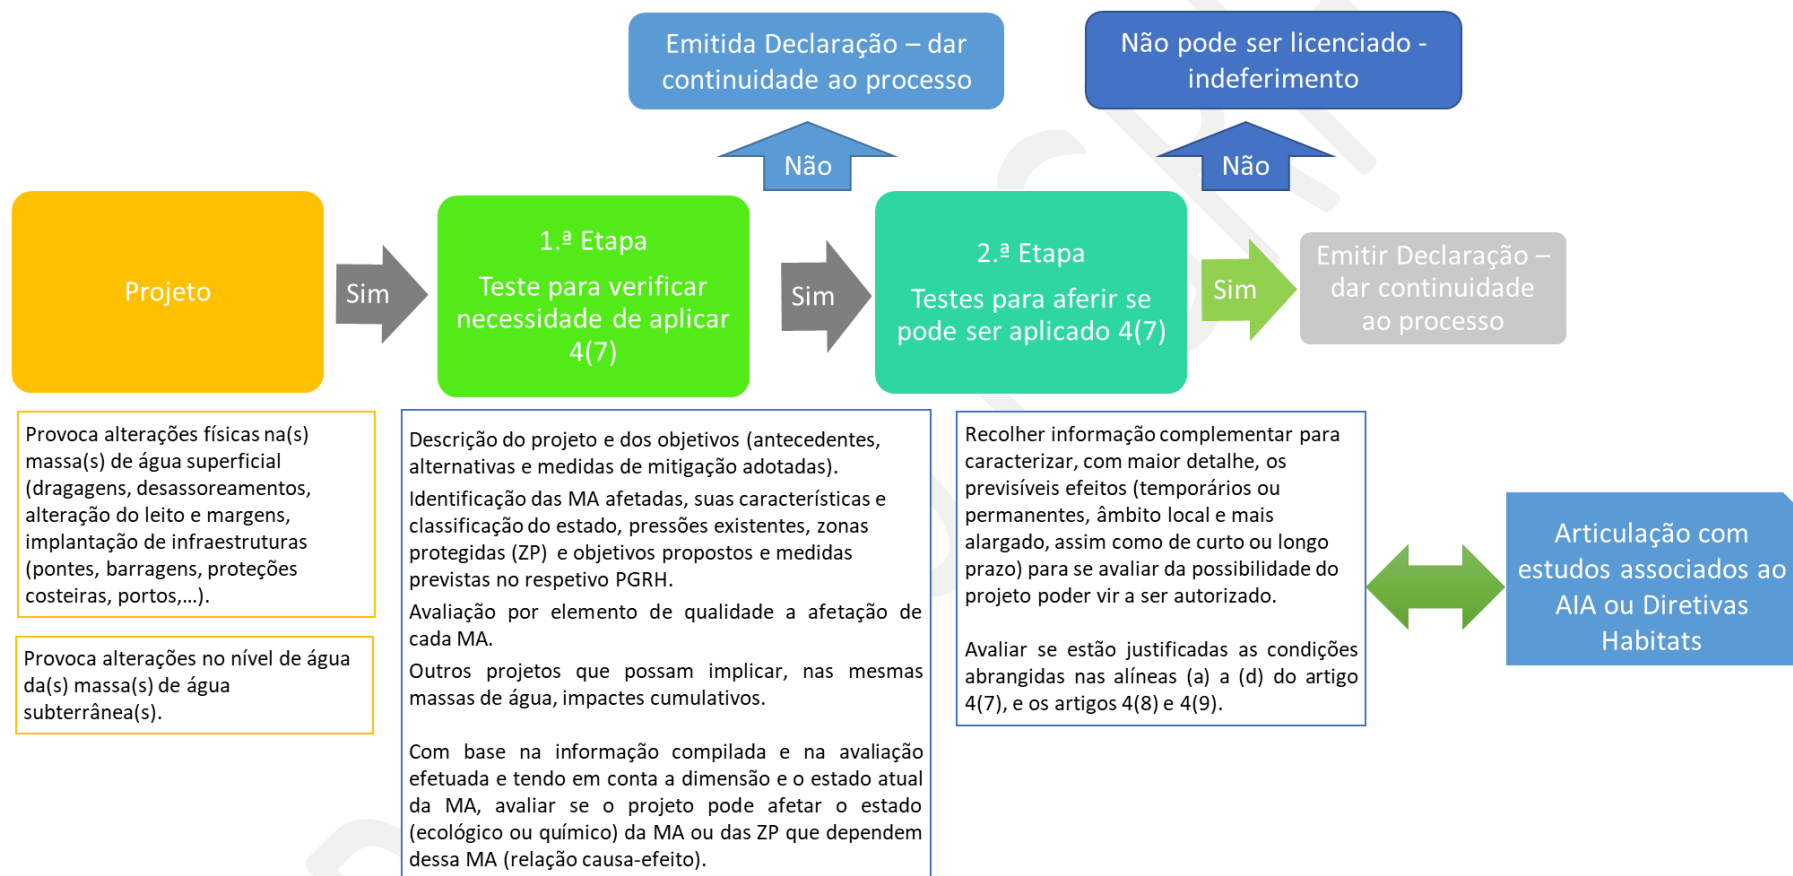 Emitida Declaração – dar
continuidade ao processo
Não pode ser licenciado -
indeferimento
Não
Não
Projeto
Sim
1.ª Etapa
Teste para verificar
necessidade de aplicar
4(7)
Sim
2.ª Etapa
Testes para aferir se
pode ser aplicado 4(7)
Sim
Emitir Declaração –
dar continuidade
ao processo
Provoca alterações físicas na(s)
massa(s) de água superficial
(dragagens, desassoreamentos,
alteração do leito e margens,
implantação de infraestruturas
(pontes, barragens, proteções
costeiras, portos,...).
Provoca alterações no nível de água
da(s) massa(s) de água
subterrânea(s).
Descrição do projeto e dos objetivos (antecedentes,
alternativas e medidas de mitigação adotadas).
Identificação das MA afetadas, suas características e
classificação do estado, pressões existentes, zonas
protegidas (ZP) e objetivos propostos e medidas
previstas no respetivo PGRH.
Avaliação por elemento de qualidade a afetação de
cada MA.
Outros projetos que possam implicar, nas mesmas
massas de água, impactes cumulativos.
Com base na informação compilada e na avaliação
efetuada e tendo em conta a dimensão e o estado atual
da MA, avaliar se o projeto pode afetar o estado
(ecológico ou químico) da MA ou das ZP que dependem
dessa MA (relação causa-efeito).
Recolher informação complementar para
caracterizar, com maior detalhe, os
previsíveis efeitos (temporários ou
permanentes, âmbito local e mais
alargado, assim como de curto ou longo
prazo) para se avaliar da possibilidade do
projeto poder vir a ser autorizado.
Avaliar se estão justificadas as condições
abrangidas nas alíneas (a) a (d) do artigo
4(7), e os artigos 4(8) e 4(9).
Articulação com
estudos associados ao
AIA ou Diretivas
Habitats